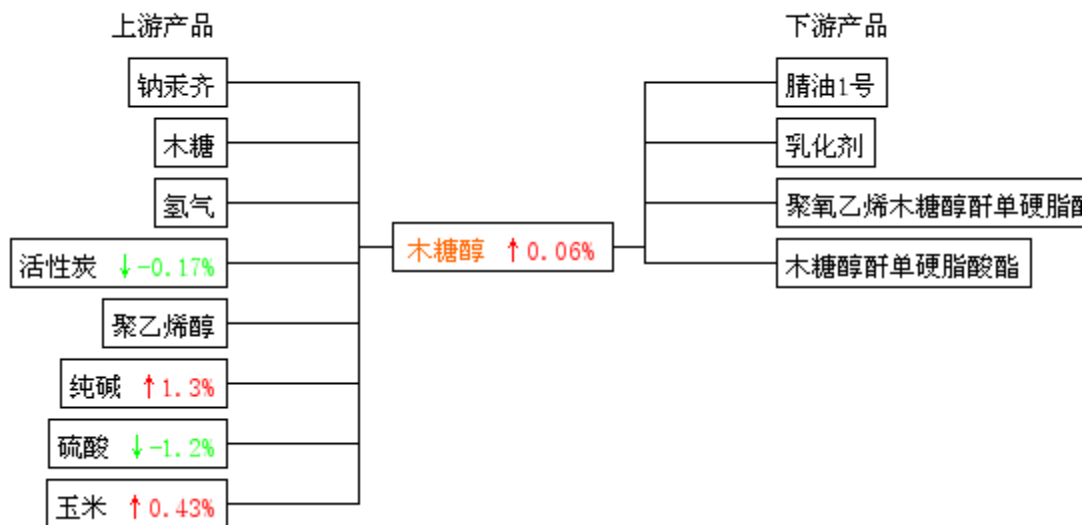 上游产品
下游产品
钠汞齐
木糖
氢气
活性炭 ↓-0.17%
聚乙烯醇
纯碱 ↑1.3%
硫酸 ↓-1.2%
玉米 ↑0.43%
木糖醇 ↑0.06%
腈油1号
乳化剂
聚氧乙烯木糖醇酐单硬脂
木糖醇酐单硬脂酸酯